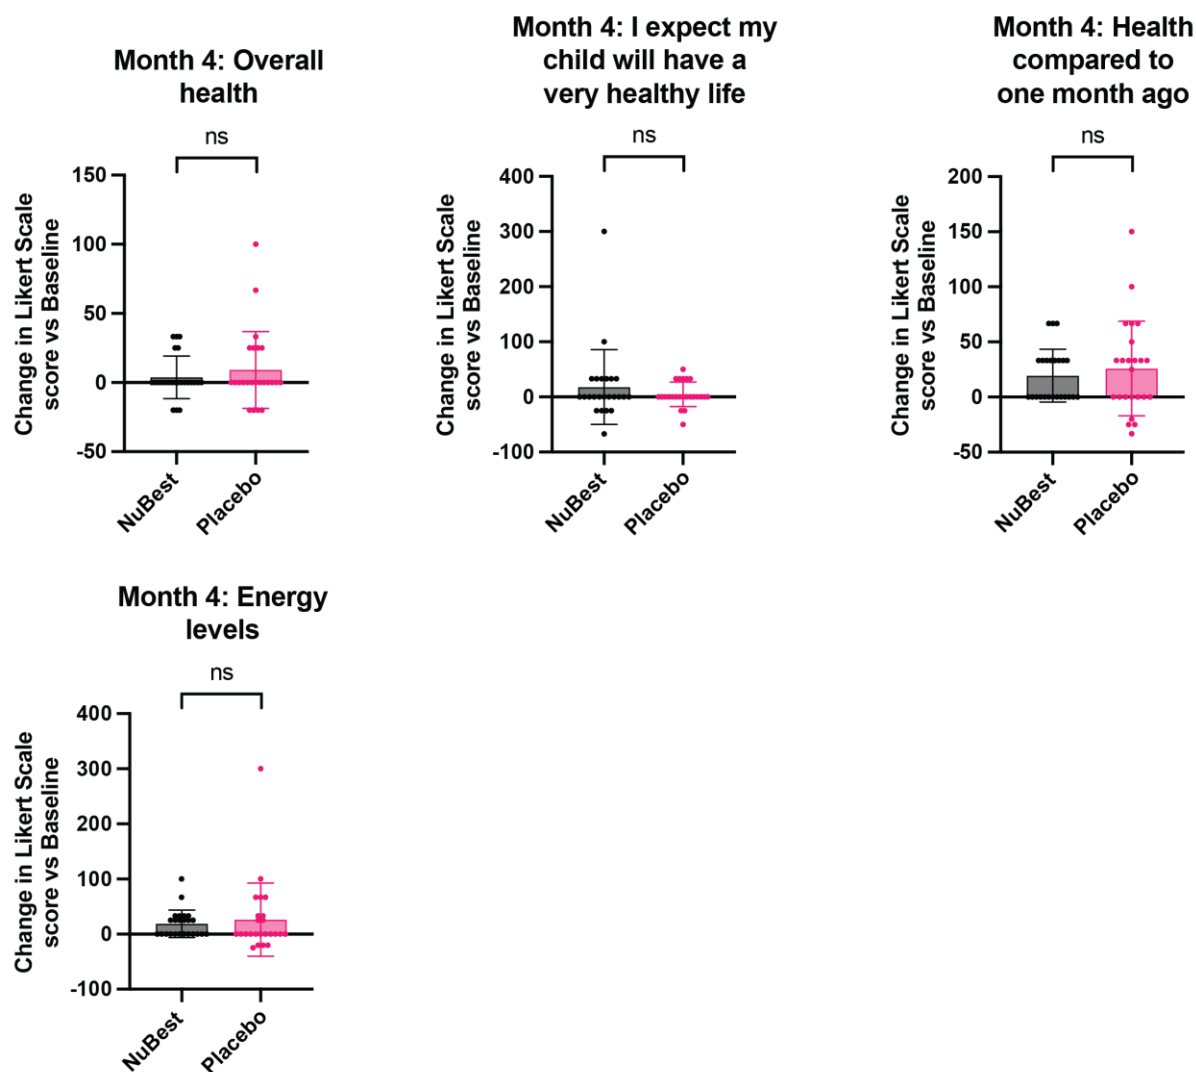 Month 4: Overall
health
ns
Change in Likert Scale
score vs Baseline
150
100
50
0
-50
NuBest
Placebo
Month 4: I expect my
child will have a
very healthy life
ns
Change in Likert Scale
score vs Baseline
400
300
200
100
0
-100
NuBest
Placebo
Month 4: Health
compared to
one month ago
ns
Change in Likert Scale
score vs Baseline
200
150
100
50
0
-50
NuBest
Placebo
Month 4: Energy
levels
ns
Change in Likert Scale
score vs Baseline
400
300
200
100
0
-100
NuBest
Placebo